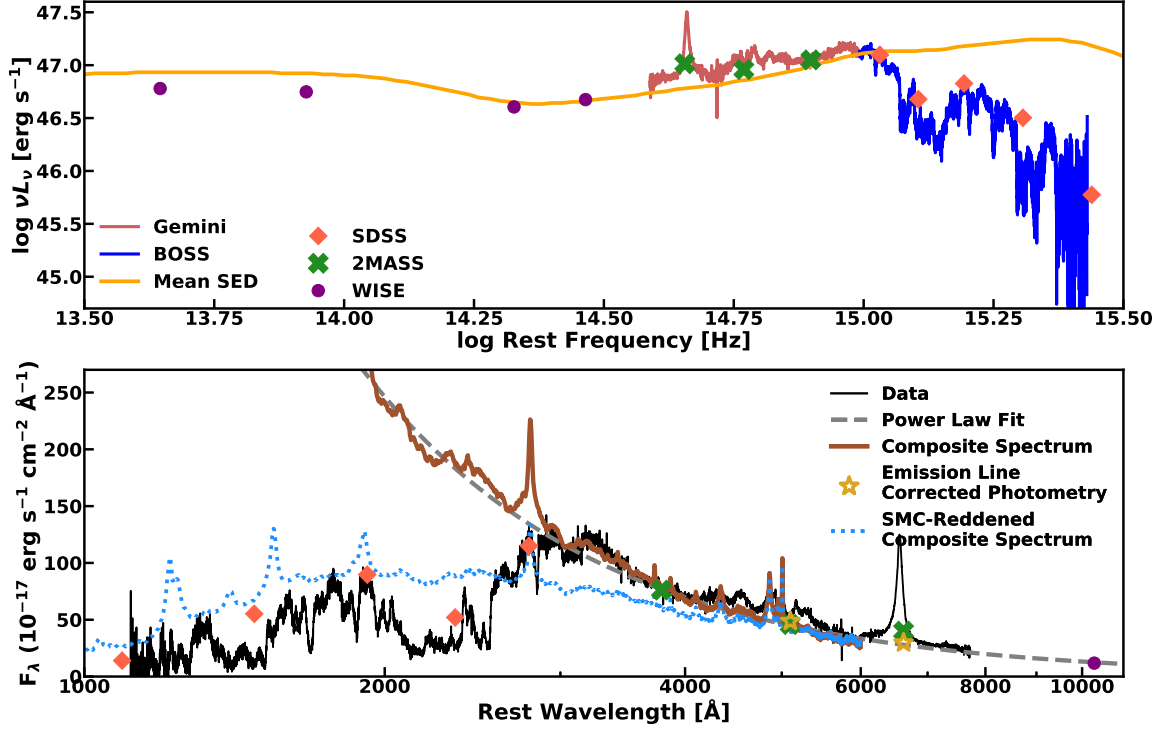 47.5
47.0
46.5
46.0
45.5
45.0
log νLν [erg s⁻¹]
Gemini
BOSS
Mean SED
SDSS
2MASS
WISE
13.50 13.75 14.00 14.25 14.50 14.75 15.00 15.25 15.50
log Rest Frequency [Hz]
250
200
150
100
50
0
Fλ (10⁻¹⁷ erg s⁻¹ cm⁻² Å⁻¹)
Data
Power Law Fit
Composite Spectrum
Emission Line
Corrected Photometry
SMC-Reddened
Composite Spectrum
1000 2000 4000 6000 8000 10000
Rest Wavelength [Å]